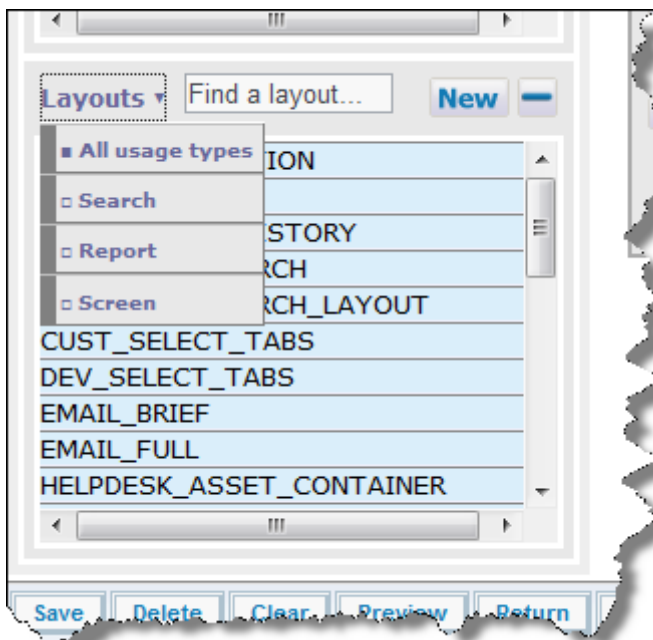 Layouts ▾ Find a layout... New
All usage types
Search
Report
Screen
ION
STORY
RCH
RCH_LAYOUT
CUST_SELECT_TABS
DEV_SELECT_TABS
EMAIL_BRIEF
EMAIL_FULL
HELPDESK_ASSET_CONTAINER
Save Delete Clear Preview Return